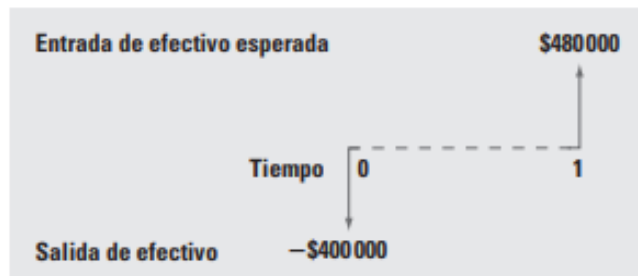 Entrada de efectivo esperada $480000
Tiempo 0 1
Salida de efectivo −$400000